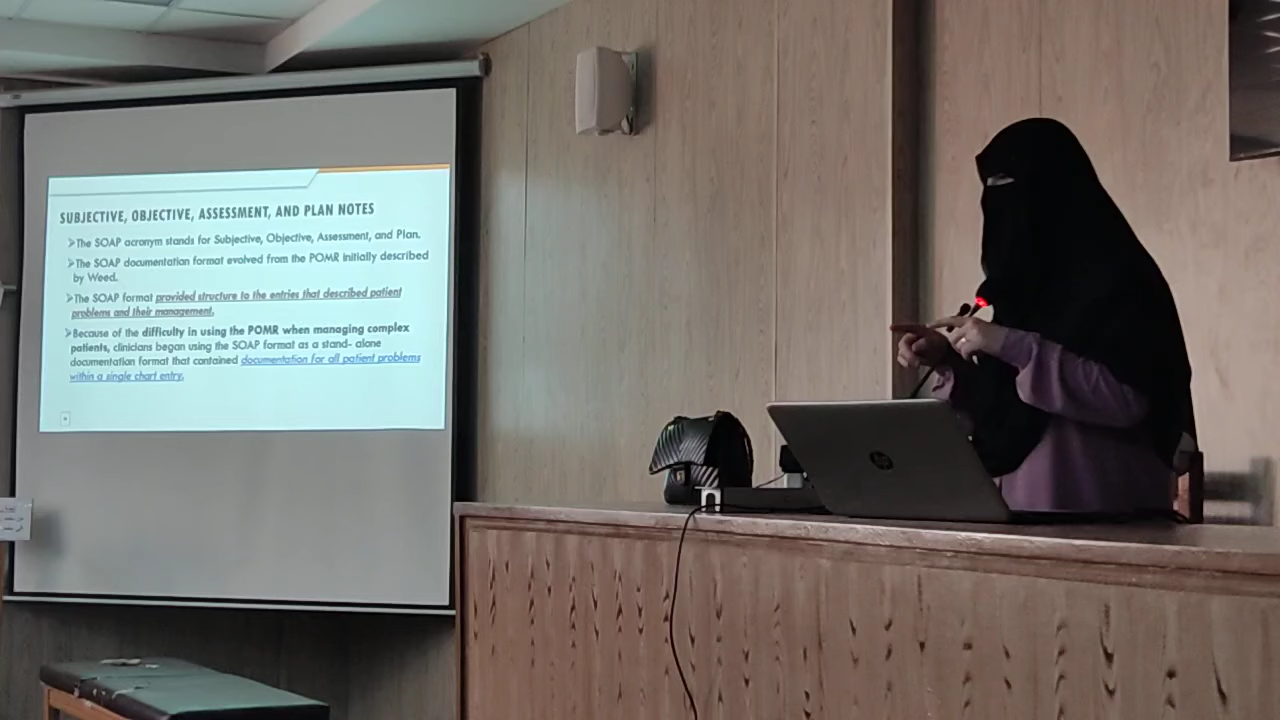 SUBJECTIVE, OBJECTIVE, ASSESSMENT, AND PLAN NOTES
➢The SOAP acronym stands for Subjective, Objective, Assessment, and Plan.
➢The SOAP documentation format evolved from the POMR initially described
by Weed.
➢The SOAP format provided structure to the entries that described patient
problems and their management.
➢Because of the difficulty in using the POMR when managing complex
patients, clinicians began using the SOAP format as a stand- alone
documentation format that contained documentation for all patient problems
within a single chart entry.
hp